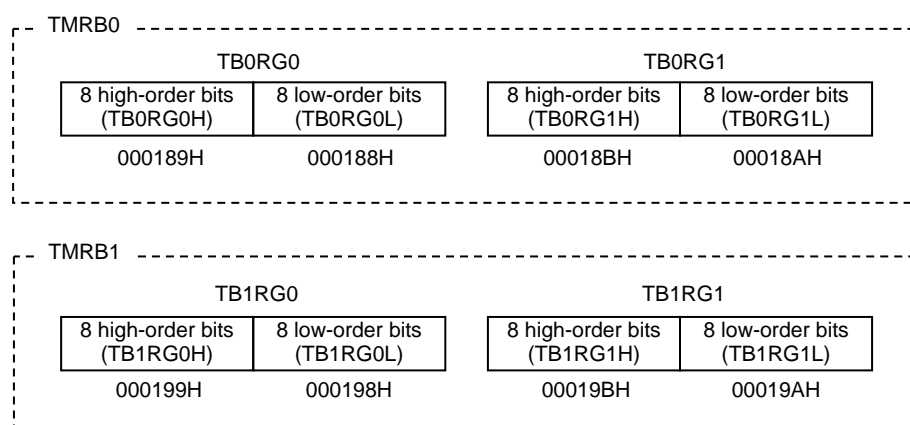 TMRB0
TB0RG0 TB0RG1
8 high-order bits 8 low-order bits 8 high-order bits 8 low-order bits
(TB0RG0H) (TB0RG0L) (TB0RG1H) (TB0RG1L)
000189H 000188H 00018BH 00018AH
TMRB1
TB1RG0 TB1RG1
8 high-order bits 8 low-order bits 8 high-order bits 8 low-order bits
(TB1RG0H) (TB1RG0L) (TB1RG1H) (TB1RG1L)
000199H 000198H 00019BH 00019AH